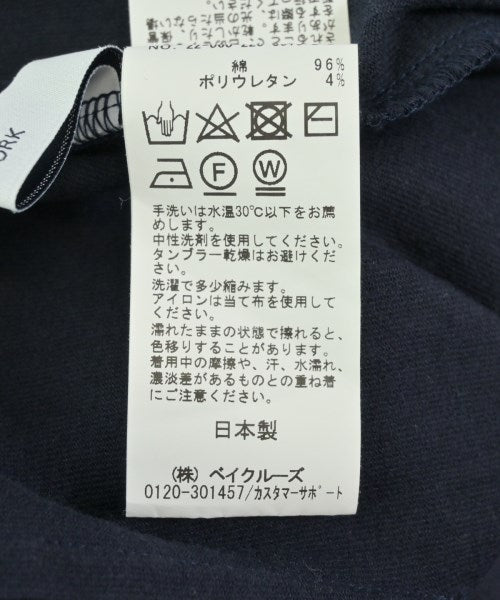 綿 96%
ポリウレタン 4%
F W
手洗いは水温30℃以下をお薦
めします。
中性洗剤を使用してください。
タンブラー乾燥はお避けくださ
い。
洗濯で多少縮みます。
アイロンは当て布を使用してく
ださい。
濡れたままの状態で擦れると、
色移りすることがあります。
着用中の摩擦や、汗、水濡れ、
濃淡差があるものとの重ね着
にご注意ください。
日本製
(株) ベイクルーズ
0120-301457/カスタマーサポート
ORK